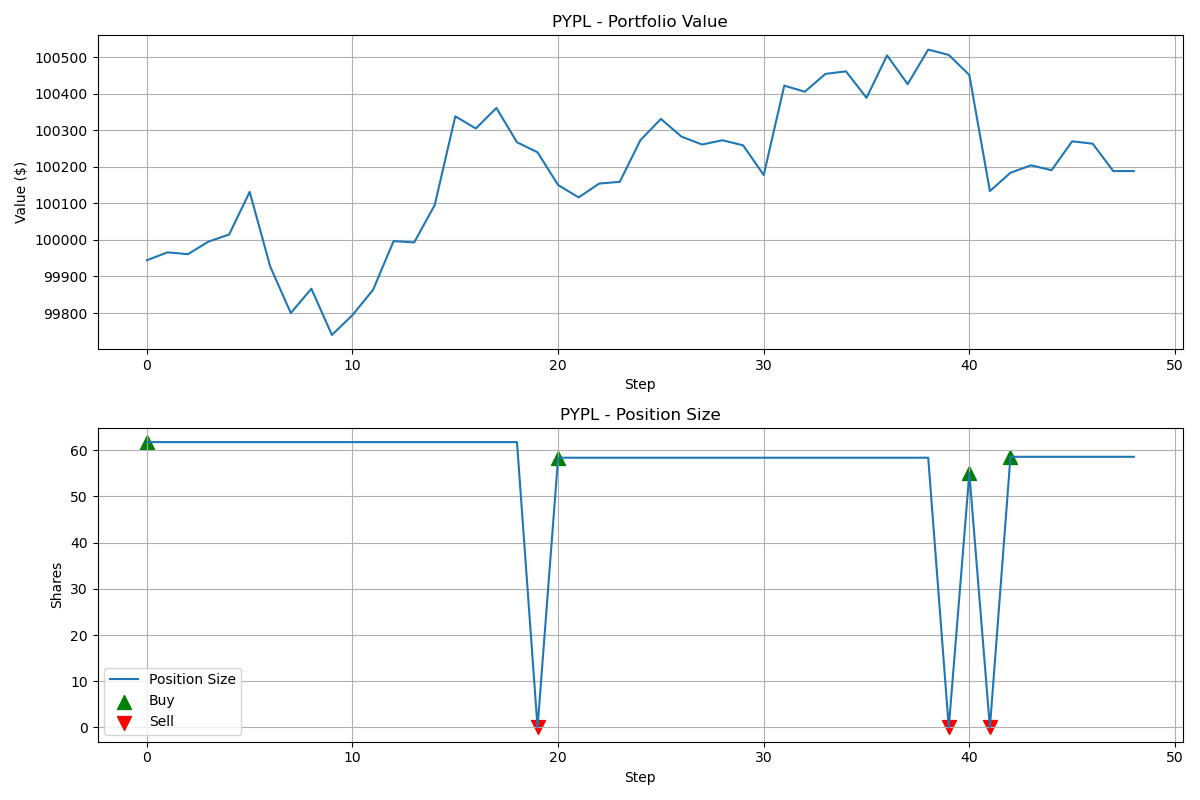 PYPL - Portfolio Value
Value ($)
100500
100400
100300
100200
100100
100000
99900
99800
0 10 20 30 40 50
Step
PYPL - Position Size
Shares
60
50
40
30
20
10
0
Position Size
Buy
Sell
0 10 20 30 40 50
Step